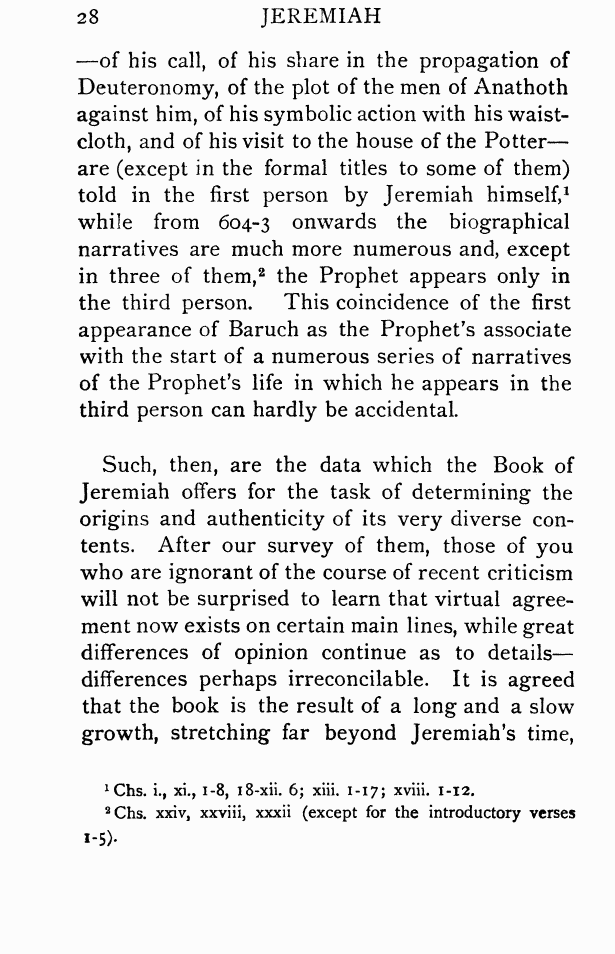 28 JEREMIAH
—of his call, of his share in the propagation of
Deuteronomy, of the plot of the men of Anathoth
against him, of his symbolic action with his waist-
cloth, and of his visit to the house of the Potter—
are (except in the formal titles to some of them)
told in the first person by Jeremiah himself,¹
while from 604-3 onwards the biographical
narratives are much more numerous and, except
in three of them,² the Prophet appears only in
the third person. This coincidence of the first
appearance of Baruch as the Prophet's associate
with the start of a numerous series of narratives
of the Prophet's life in which he appears in the
third person can hardly be accidental.
Such, then, are the data which the Book of
Jeremiah offers for the task of determining the
origins and authenticity of its very diverse con-
tents. After our survey of them, those of you
who are ignorant of the course of recent criticism
will not be surprised to learn that virtual agree-
ment now exists on certain main lines, while great
differences of opinion continue as to details—
differences perhaps irreconcilable. It is agreed
that the book is the result of a long and a slow
growth, stretching far beyond Jeremiah's time,
¹ Chs. i., xi., 1-8, 18-xii. 6; xiii. 1-17; xviii. 1-12.
² Chs. xxiv, xxviii, xxxii (except for the introductory verses
1-5).